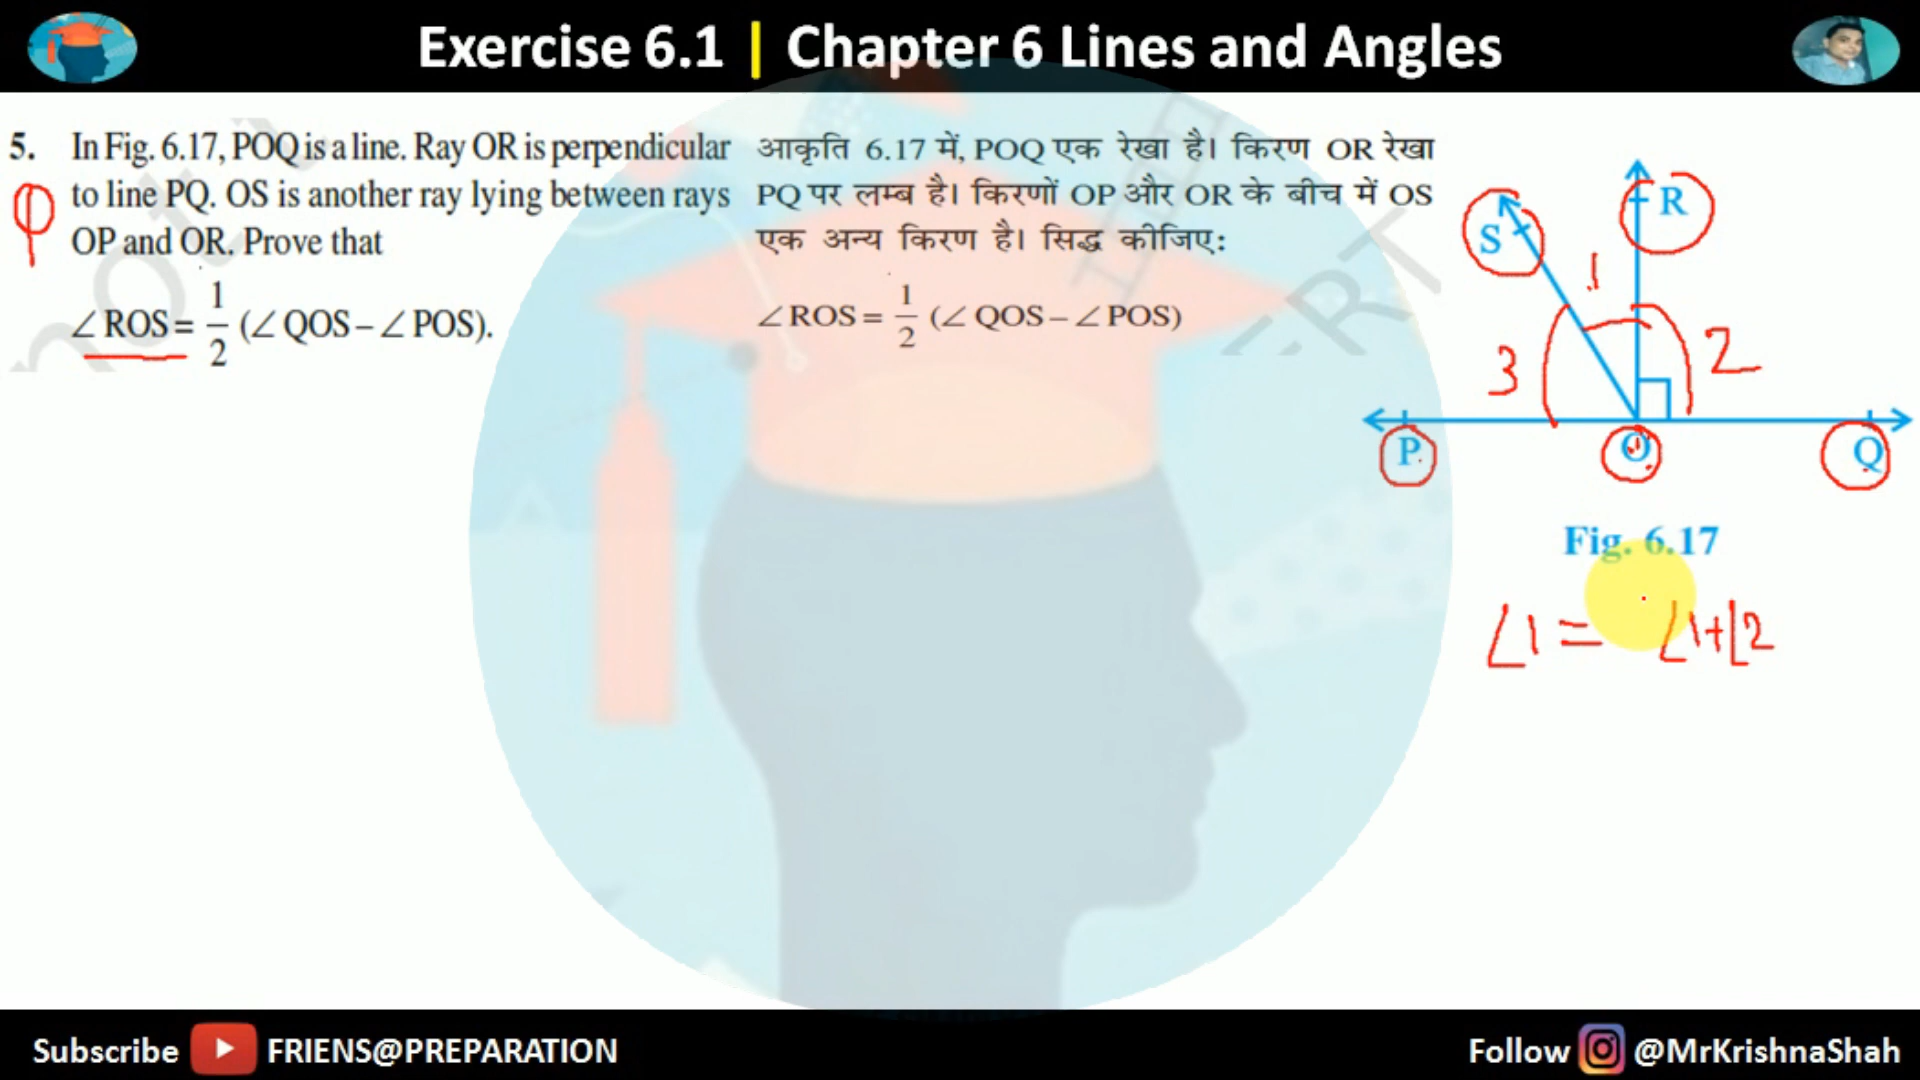 Exercise 6.1 | Chapter 6 Lines and Angles
5. In Fig. 6.17, POQ is a line. Ray OR is perpendicular
to line PQ. OS is another ray lying between rays
OP and OR. Prove that
∠ROS = 1/2 (∠QOS – ∠POS).
आकृति 6.17 में, POQ एक रेखा है। किरण OR रेखा
PQ पर लम्ब है। किरणों OP और OR के बीच में OS
एक अन्य किरण है। सिद्ध कीजिए:
∠ROS = 1/2 (∠QOS – ∠POS)
R
S
1
3
2
P
O
Q
Fig. 6.17
∠1 = ∠1+∠2
Subscribe FRIENS@PREPARATION
Follow @MrKrishnaShah